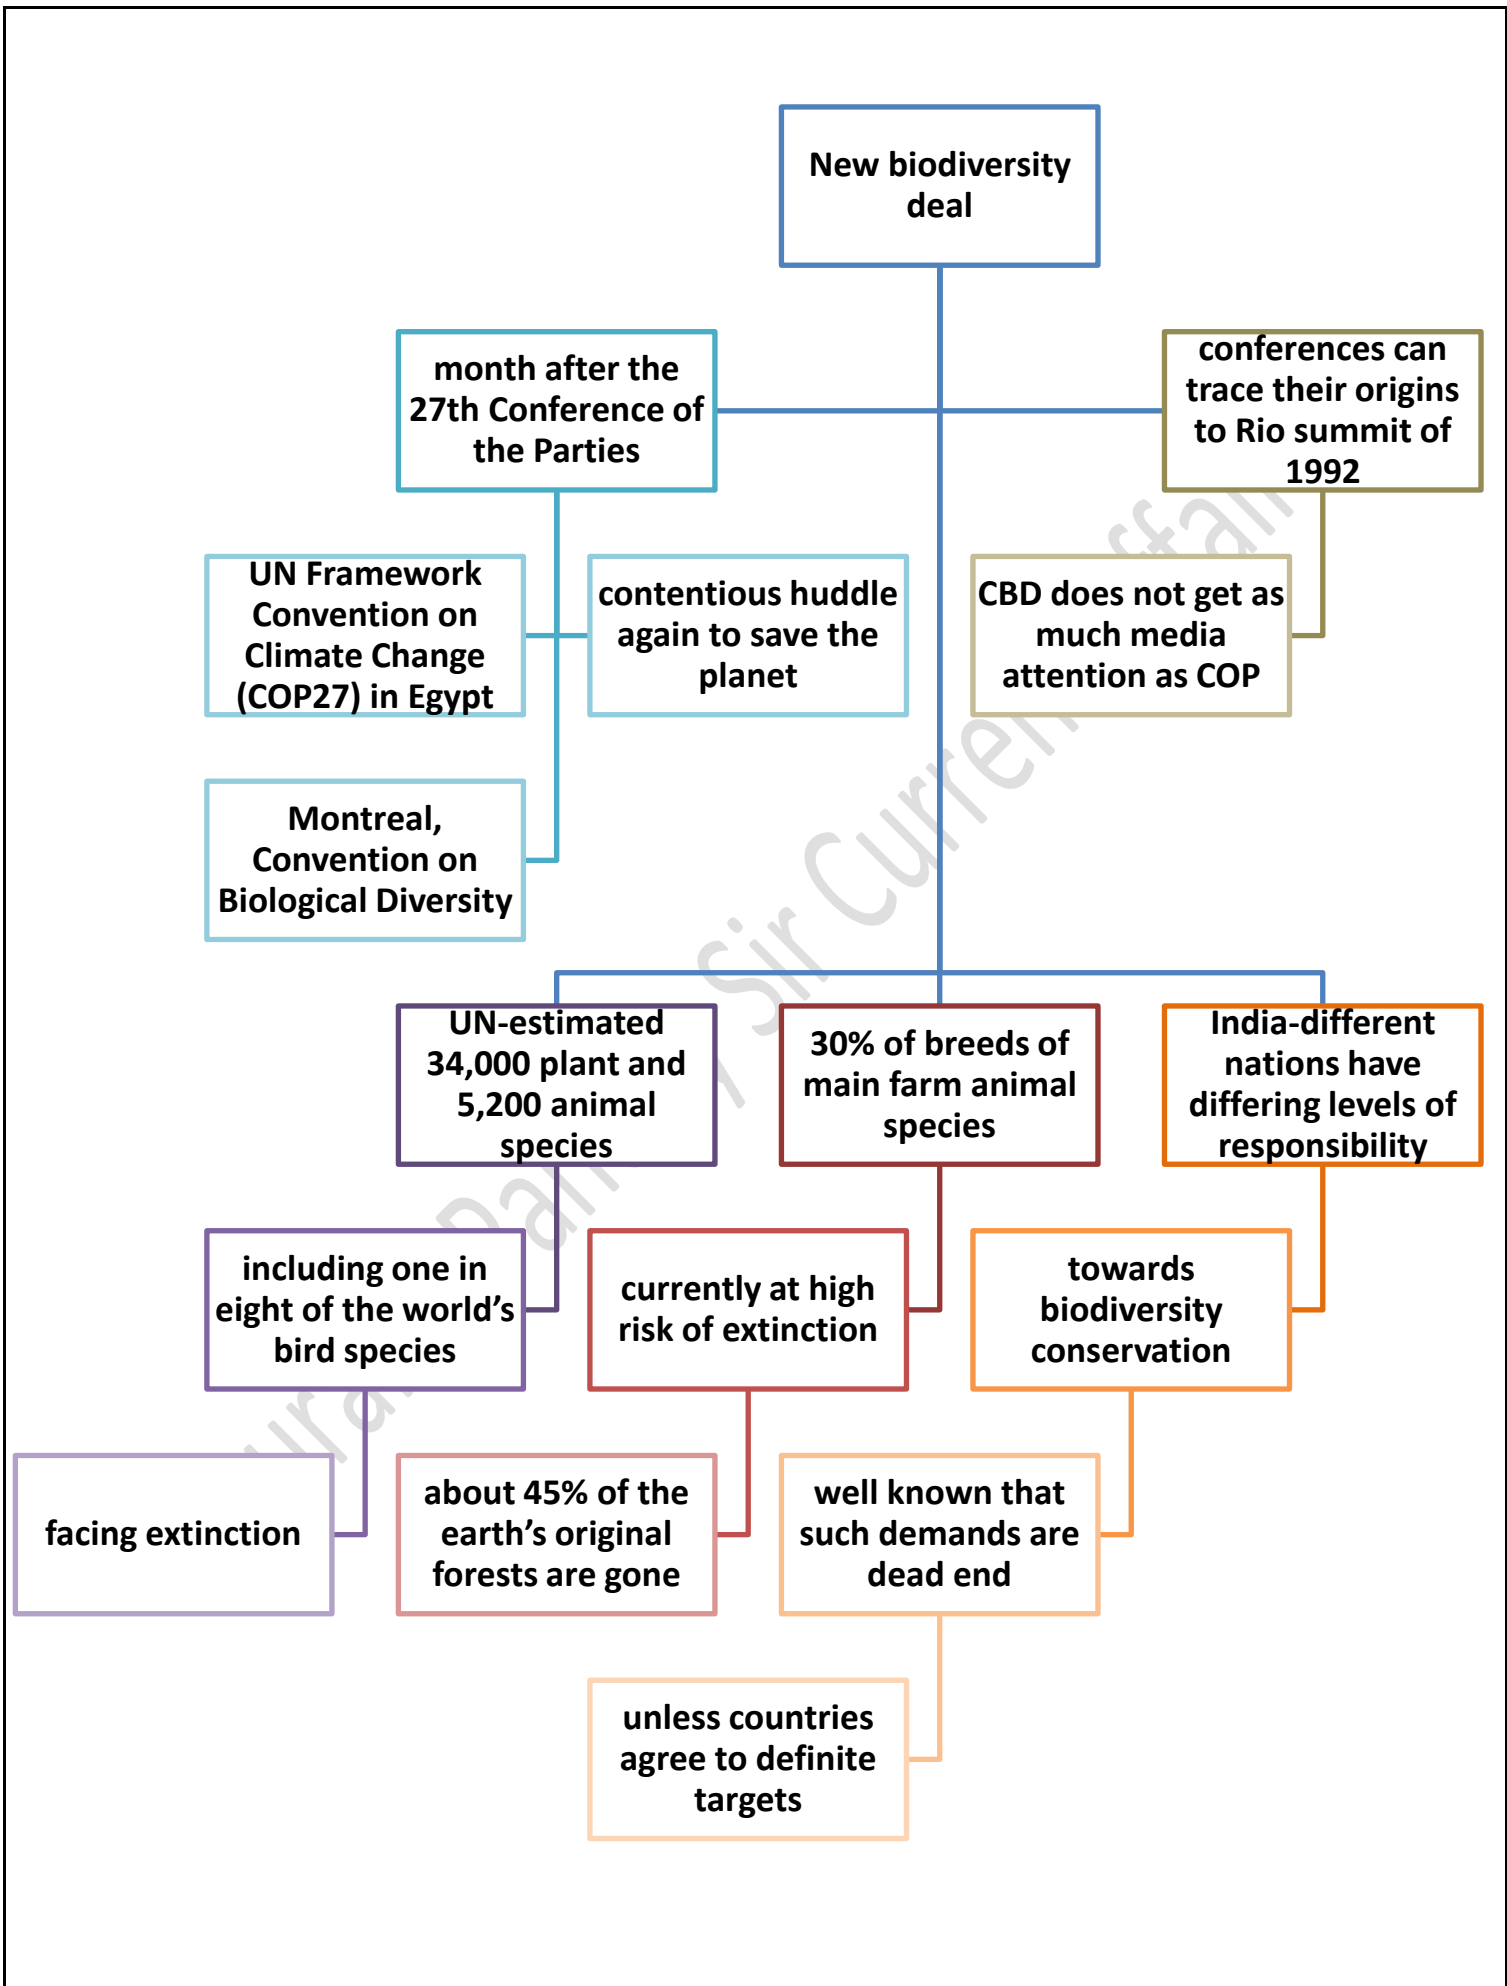 New biodiversity
deal
month after the
27th Conference of
the Parties
conferences can
trace their origins
to Rio summit of
1992
UN Framework
Convention on
Climate Change
(COP27) in Egypt
contentious huddle
again to save the
planet
CBD does not get as
much media
attention as COP
Montreal,
Convention on
Biological Diversity
UN-estimated
34,000 plant and
5,200 animal
species
30% of breeds of
main farm animal
species
India-different
nations have
differing levels of
responsibility
including one in
eight of the world's
bird species
currently at high
risk of extinction
towards
biodiversity
conservation
facing extinction
about 45% of the
earth's original
forests are gone
well known that
such demands are
dead end
unless countries
agree to definite
targets
Sir